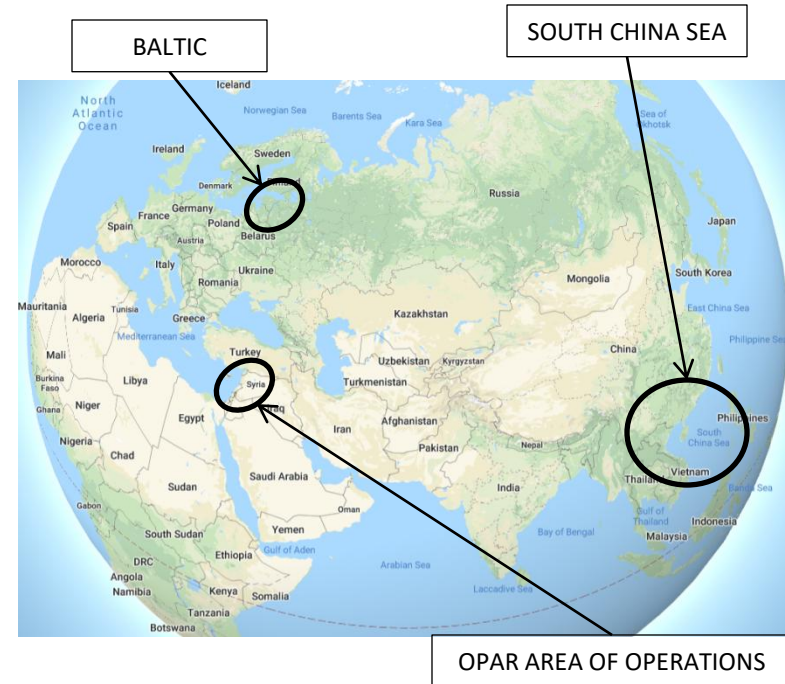 BALTIC
SOUTH CHINA SEA
Iceland
North
Atlantic
Ocean
Norwegian Sea
Barents Sea
Kara Sea
Sea of
Ireland
Sweden
Denmark
Russia
Germany
France
Poland
Spain
Austria
Belarus
Japan
Morocco
Italy
Ukraine
Mongolia
South Korea
Romania
Mauritania
Algeria
Tunisia
Greece
Kazakhstan
East China Sea
Mediterranean Sea
Philippine Sea
Mali
Turkey
Uzbekistan
Kyrgyzstan
China
Burkina
Faso
Libya
Syria
Turkmenistan
Ghana
Niger
Egypt
Iran
Afghanistan
Philippines
Nigeria
Chad
Pakistan
Nepal
South
China Sea
Saudi Arabia
Vietnam
Sudan
India
Gabon
Oman
Gulf of
Thailand
Yemen
Indonesia
South Sudan
Ethiopia
Gulf of Aden
Bay of Bengal
Malaysia
DRC
Arabian Sea
Angola
Namibia
Kenya
Somalia
Laccadive Sea
Tanzania
Botswana
OPAR AREA OF OPERATIONS